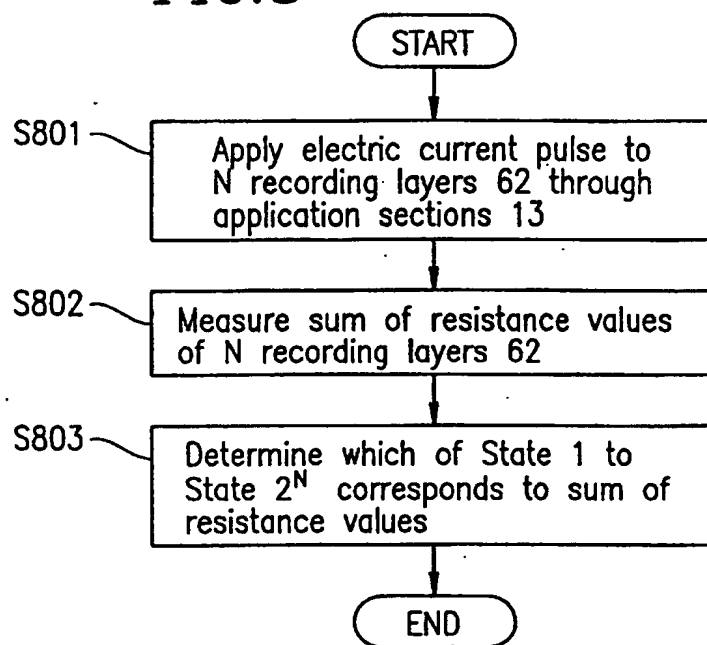 START
S801
Apply electric current pulse to
N recording layers 62 through
application sections 13
S802
Measure sum of resistance values
of N recording layers 62
S803
Determine which of State 1 to
State 2^N corresponds to sum of
resistance values
END